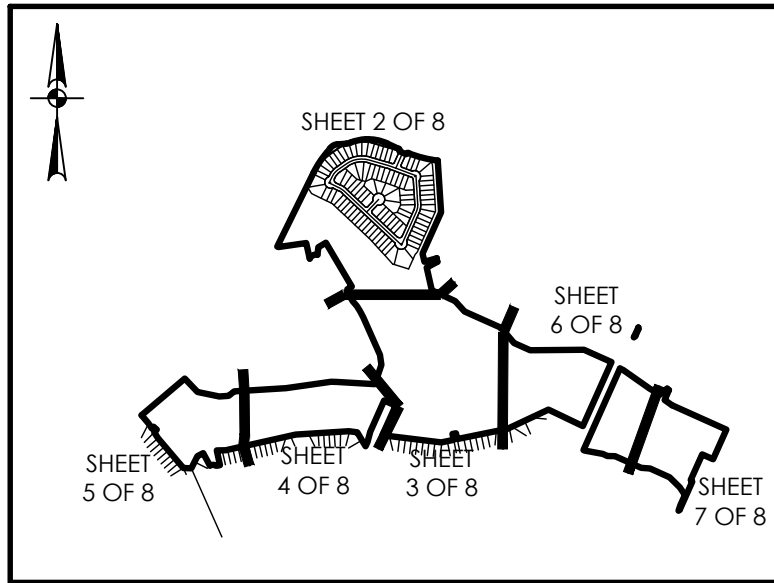 SHEET 2 OF 8
SHEET
6 OF 8
SHEET
5 OF 8
SHEET
4 OF 8
SHEET
3 OF 8
SHEET
7 OF 8